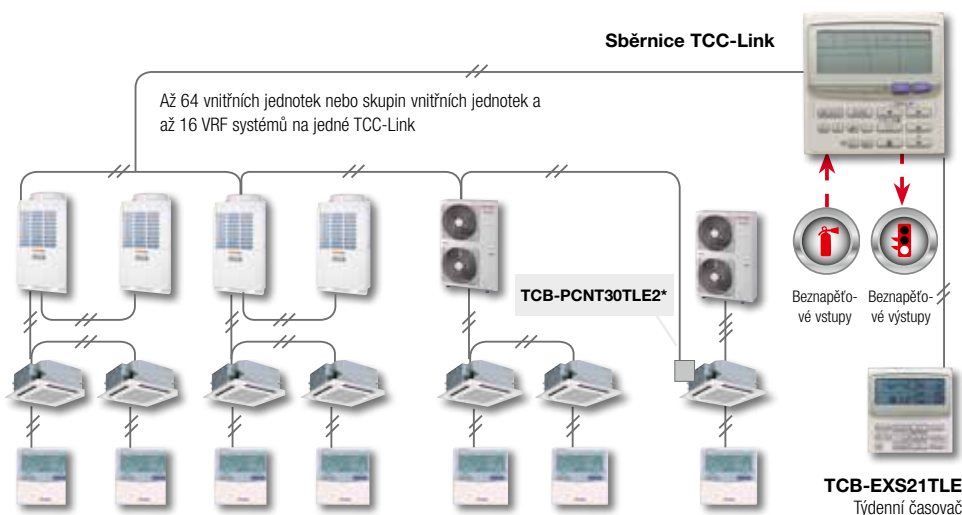 Sběrnice TCC-Link
Až 64 vnitřních jednotek nebo skupin vnitřních jednotek a
až 16 VRF systémů na jedné TCC-Link
TCB-PCNT30TLE2*
Beznapěťo-
vé vstupy
Beznapěťo-
vé výstupy
TCB-EXS21TLE
Týdenní časovač